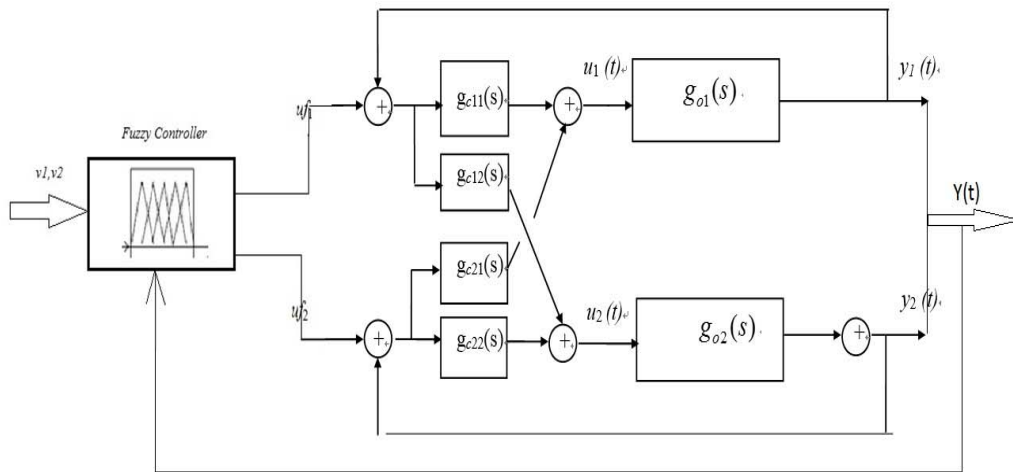 Fuzzy Controller
v1,v2
uf1
uf2
+
gc11(s)
gc12(s)
gc21(s)
gc22(s)
+
+
+
u1 (t)
go1(s)
y1 (t)
Y(t)
u2 (t)
go2(s)
+
y2 (t)